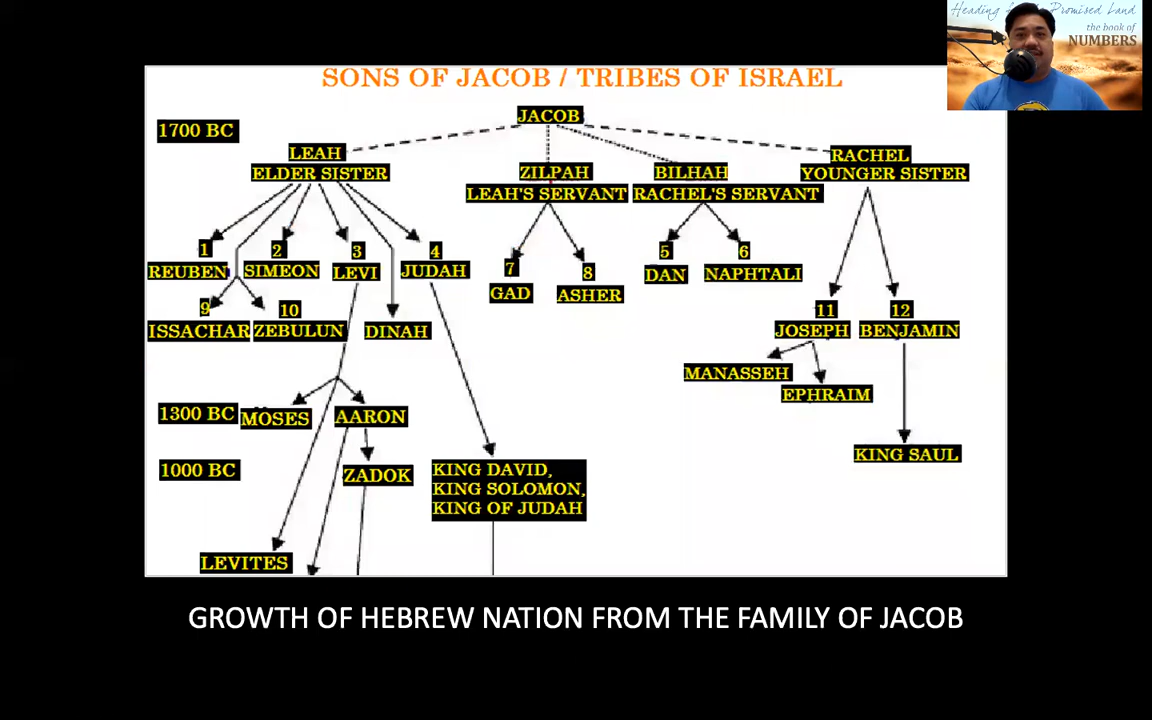 Heading
Promised Land
the book of
NUMBERS
SONS OF JACOB / TRIBES OF ISRAEL
JACOB
1700 BC
LEAH
ELDER SISTER
ZILPAH
LEAH'S SERVANT
BILHAH
RACHEL'S SERVANT
RACHEL
YOUNGER SISTER
1
REUBEN
2
SIMEON
3
LEVI
4
JUDAH
7
GAD
8
ASHER
5
DAN
6
NAPHTALI
9
ISSACHAR
10
ZEBULUN
DINAH
11
JOSEPH
12
BENJAMIN
MANASSEH
EPHRAIM
1300 BC
MOSES
AARON
KING SAUL
1000 BC
ZADOK
KING DAVID,
KING SOLOMON,
KING OF JUDAH
LEVITES
GROWTH OF HEBREW NATION FROM THE FAMILY OF JACOB